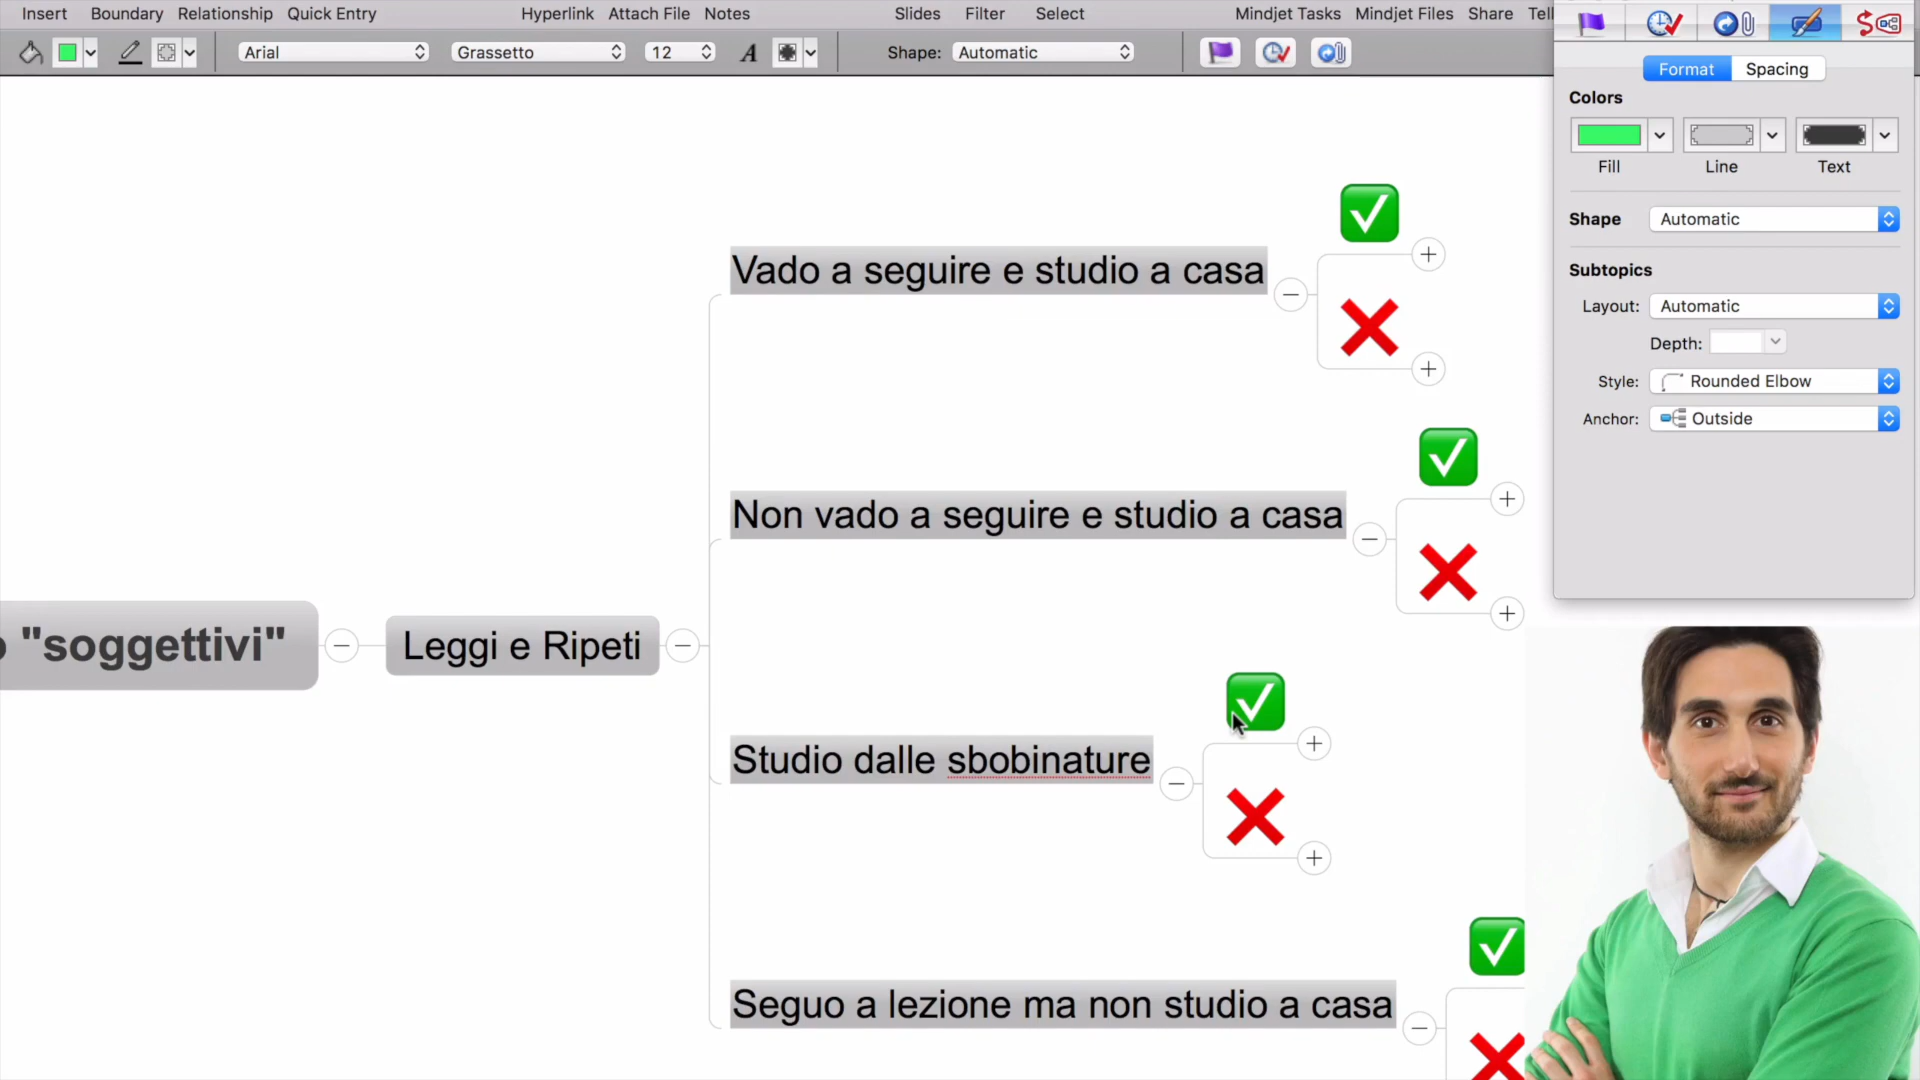 Insert Boundary Relationship Quick Entry Hyperlink Attach File Notes Slides Filter Select Mindjet Tasks Mindjet Files Share Tell
Arial Grassetto 12 A Shape: Automatic
Format Spacing
Colors
Fill Line Text
Shape Automatic
Subtopics
Layout: Automatic
Depth:
Style: Rounded Elbow
Anchor: Outside
Vado a seguire e studio a casa
Non vado a seguire e studio a casa
"soggettivi"
Leggi e Ripeti
Studio dalle sbobinature
Seguo a lezione ma non studio a casa